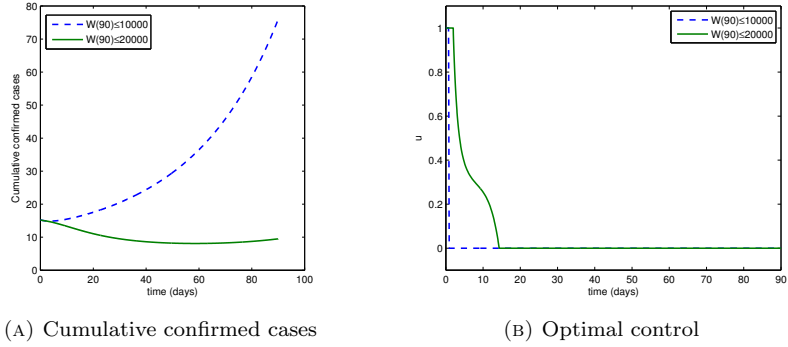 80
70
60
50
40
30
20
10
0
Cumulative confirmed cases
W(90)≤10000
W(90)≤20000
0 20 40 60 80 100
time (days)
(A) Cumulative confirmed cases
1
0.8
0.6
0.4
0.2
0
u
W(90)≤10000
W(90)≤20000
0 10 20 30 40 50 60 70 80 90
time (days)
(B) Optimal control